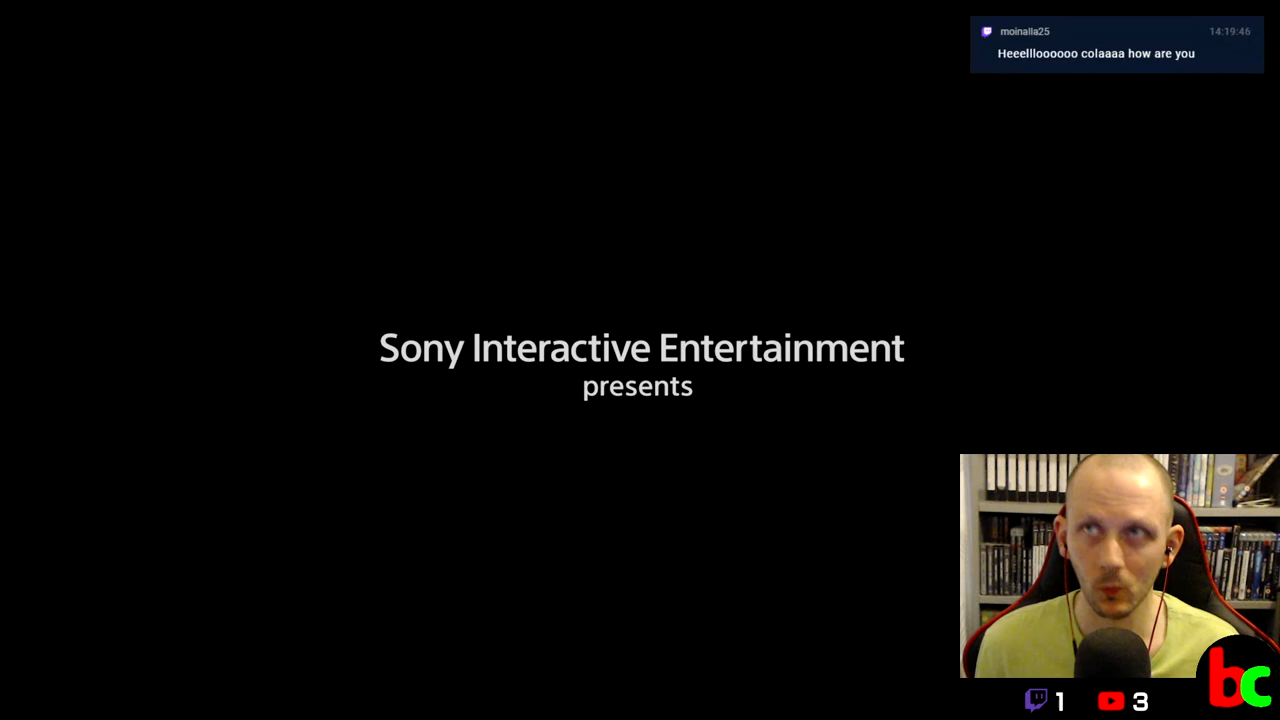 moinalla25 14:19:46
Heeellloooooo colaaaa how are you
Sony Interactive Entertainment
presents
1 3
bc